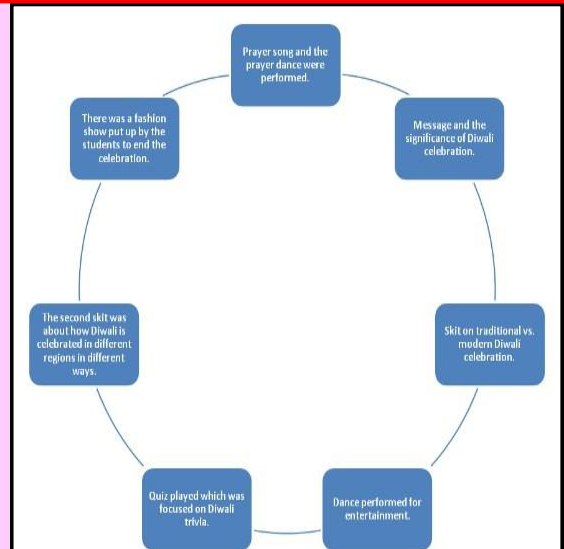 Prayer song and the
prayer dance were
performed.
Message and the
significance of Diwali
celebration.
Skit on traditional vs.
modern Diwali
celebration.
Dance performed for
entertainment.
Quiz played which was
focused on Diwali
trivia.
The second skit was
about how Diwali is
celebrated in different
regions in different
ways.
There was a fashion
show put up by the
students to end the
celebration.